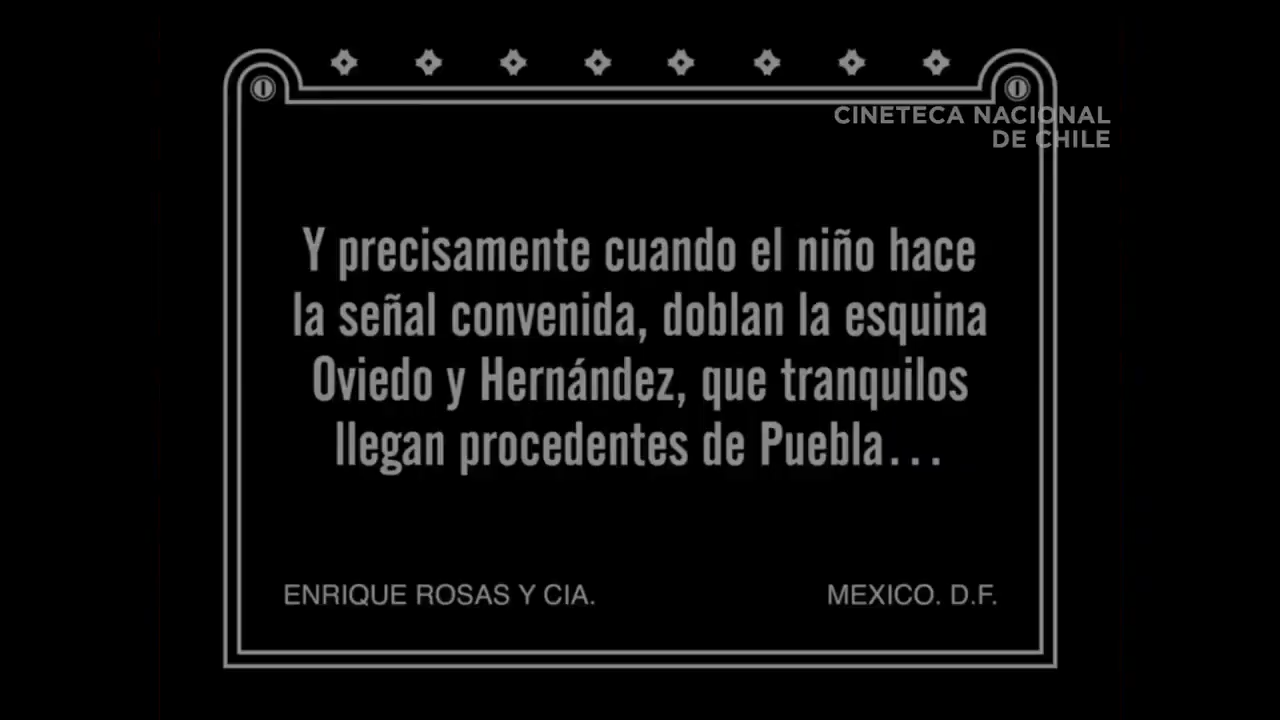 CINETECA NACIONAL
DE CHILE
Y precisamente cuando el niño hace
la señal convenida, doblan la esquina
Oviedo y Hernández, que tranquilos
llegan procedentes de Puebla...
ENRIQUE ROSAS Y CIA.
MEXICO. D.F.